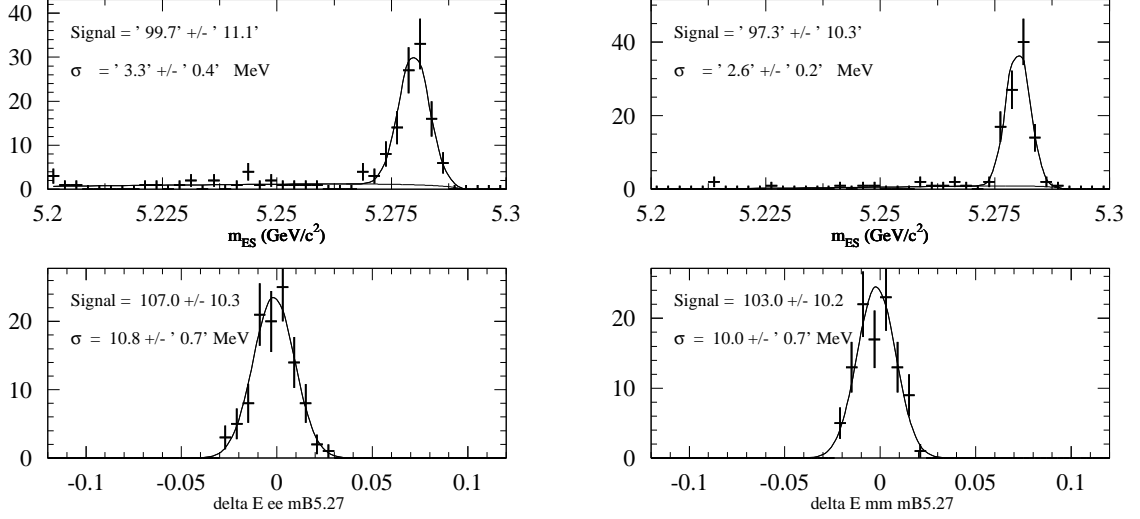 40
30
20
10
0
Signal = ' 99.7' +/- ' 11.1'
σ = ' 3.3' +/- ' 0.4' MeV
5.2 5.225 5.25 5.275 5.3
m_ES (GeV/c²)
40
20
0
Signal = ' 97.3' +/- ' 10.3'
σ = ' 2.6' +/- ' 0.2' MeV
5.2 5.225 5.25 5.275 5.3
m_ES (GeV/c²)
20
10
0
Signal = 107.0 +/- 10.3
σ = 10.8 +/- ' 0.7' MeV
-0.1 -0.05 0 0.05 0.1
delta E ee mB5.27
20
10
0
Signal = 103.0 +/- 10.2
σ = 10.0 +/- ' 0.7' MeV
-0.1 -0.05 0 0.05 0.1
delta E mm mB5.27